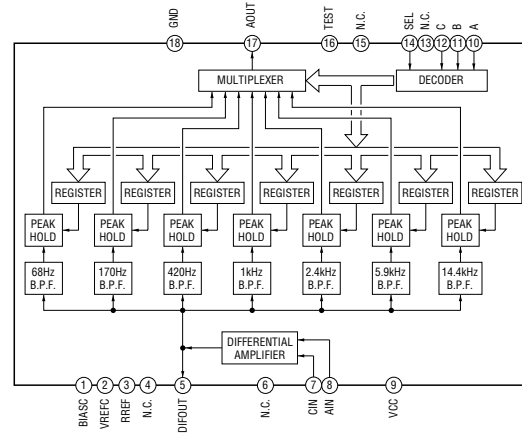 GND
AOUT
TEST
N.C.
SEL
N.C.
C
B
A
18
17
16
15
14
13
12
11
10
MULTIPLEXER
DECODER
REGISTER
REGISTER
REGISTER
REGISTER
REGISTER
REGISTER
REGISTER
PEAK
HOLD
PEAK
HOLD
PEAK
HOLD
PEAK
HOLD
PEAK
HOLD
PEAK
HOLD
PEAK
HOLD
68Hz
B.P.F.
170Hz
B.P.F.
420Hz
B.P.F.
1kHz
B.P.F.
2.4kHz
B.P.F.
5.9kHz
B.P.F.
14.4kHz
B.P.F.
DIFFERENTIAL
AMPLIFIER
1
2
3
4
5
6
7
8
9
BIASC
VREFC
RREF
N.C.
DIFOUT
N.C.
CIN
AIN
VCC